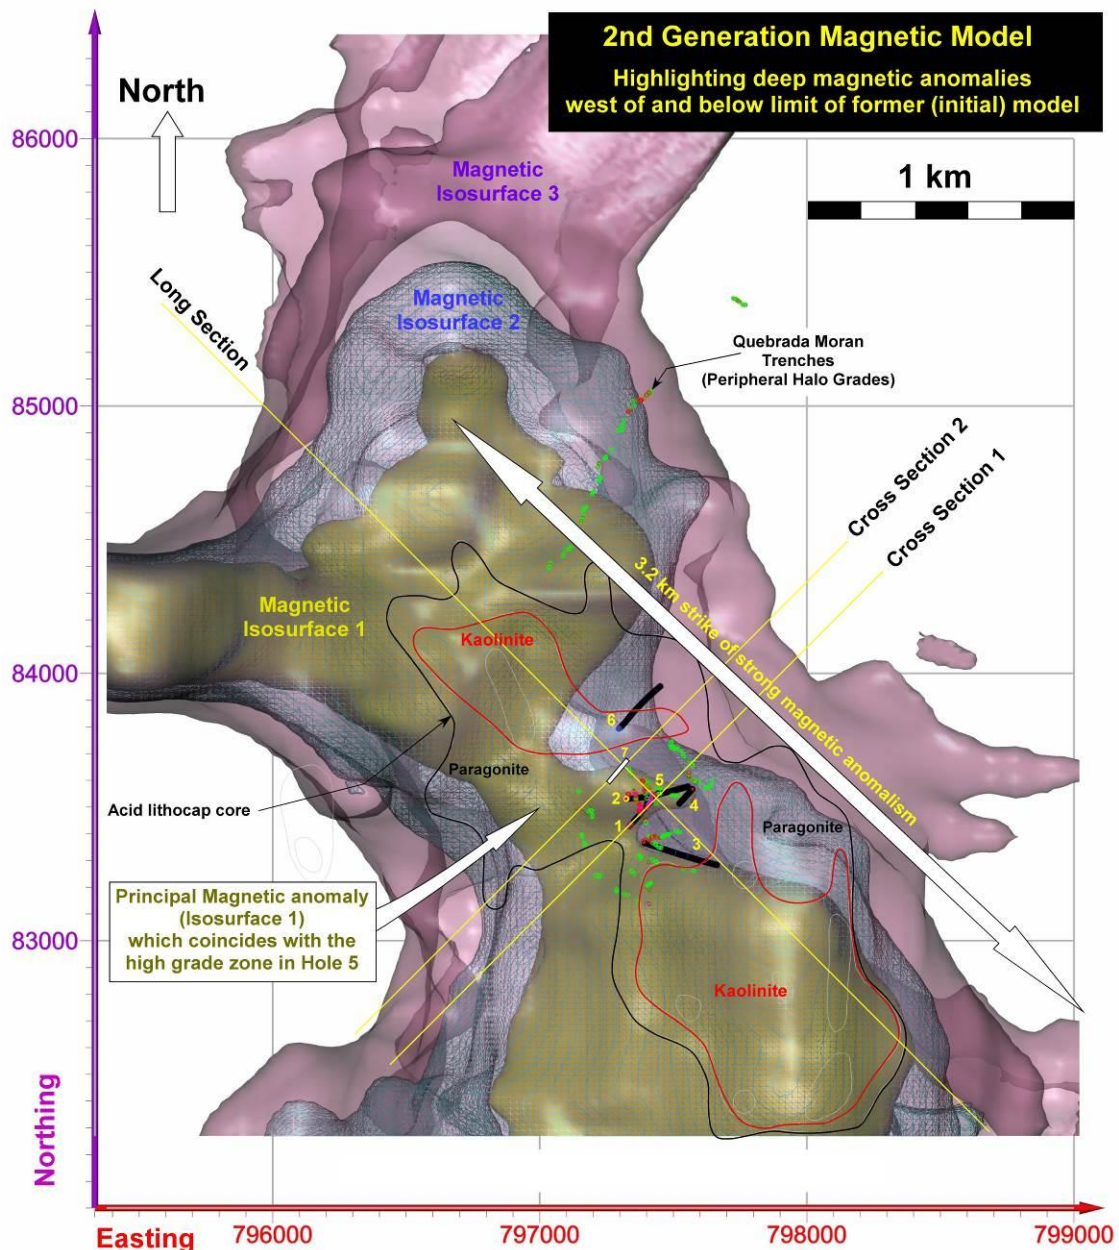 2nd Generation Magnetic Model
Highlighting deep magnetic anomalies
west of and below limit of former (initial) model
North
86000
1 km
Magnetic
Isosurface 3
Long Section
Magnetic
Isosurface 2
Quebrada Moran
Trenches
(Peripheral Halo Grades)
85000
Cross Section 2
Cross Section 1
3.2 km strike of strong magnetic anomalism
Magnetic
Isosurface 1
Kaolinite
84000
6
7
Paragonite
5
2
4
Acid lithocap core
1
Paragonite
3
Principal Magnetic anomaly
(Isosurface 1)
which coincides with the
high grade zone in Hole 5
83000
Kaolinite
Northing
Easting
796000
797000
798000
799000